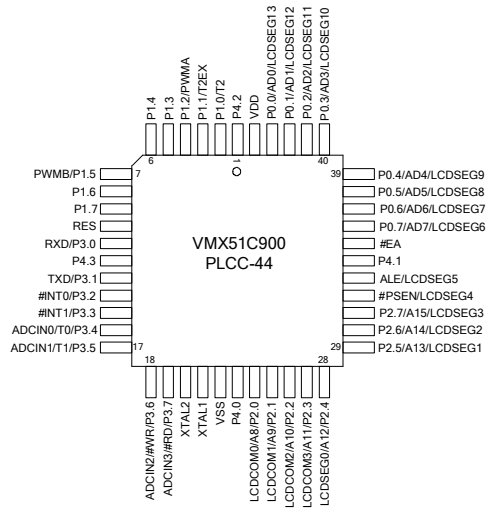 P1.4
P1.3
P1.2/PWMA
P1.1/T2EX
P1.0/T2
P4.2
VDD
P0.0/AD0/LCDSEG13
P0.1/AD1/LCDSEG12
P0.2/AD2/LCDSEG11
P0.3/AD3/LCDSEG10
6
1
40
PWMB/P1.5
P1.6
P1.7
RES
RXD/P3.0
P4.3
TXD/P3.1
#INT0/P3.2
#INT1/P3.3
ADCIN0/T0/P3.4
ADCIN1/T1/P3.5
7
17
VMX51C900
PLCC-44
39
29
P0.4/AD4/LCDSEG9
P0.5/AD5/LCDSEG8
P0.6/AD6/LCDSEG7
P0.7/AD7/LCDSEG6
#EA
P4.1
ALE/LCDSEG5
#PSEN/LCDSEG4
P2.7/A15/LCDSEG3
P2.6/A14/LCDSEG2
P2.5/A13/LCDSEG1
18
28
ADCIN2/#WR/P3.6
ADCIN3/#RD/P3.7
XTAL2
XTAL1
VSS
P4.0
LCDCOM0/A8/P2.0
LCDCOM1/A9/P2.1
LCDCOM2/A10/P2.2
LCDCOM3/A11/P2.3
LCDSEG0/A12/P2.4